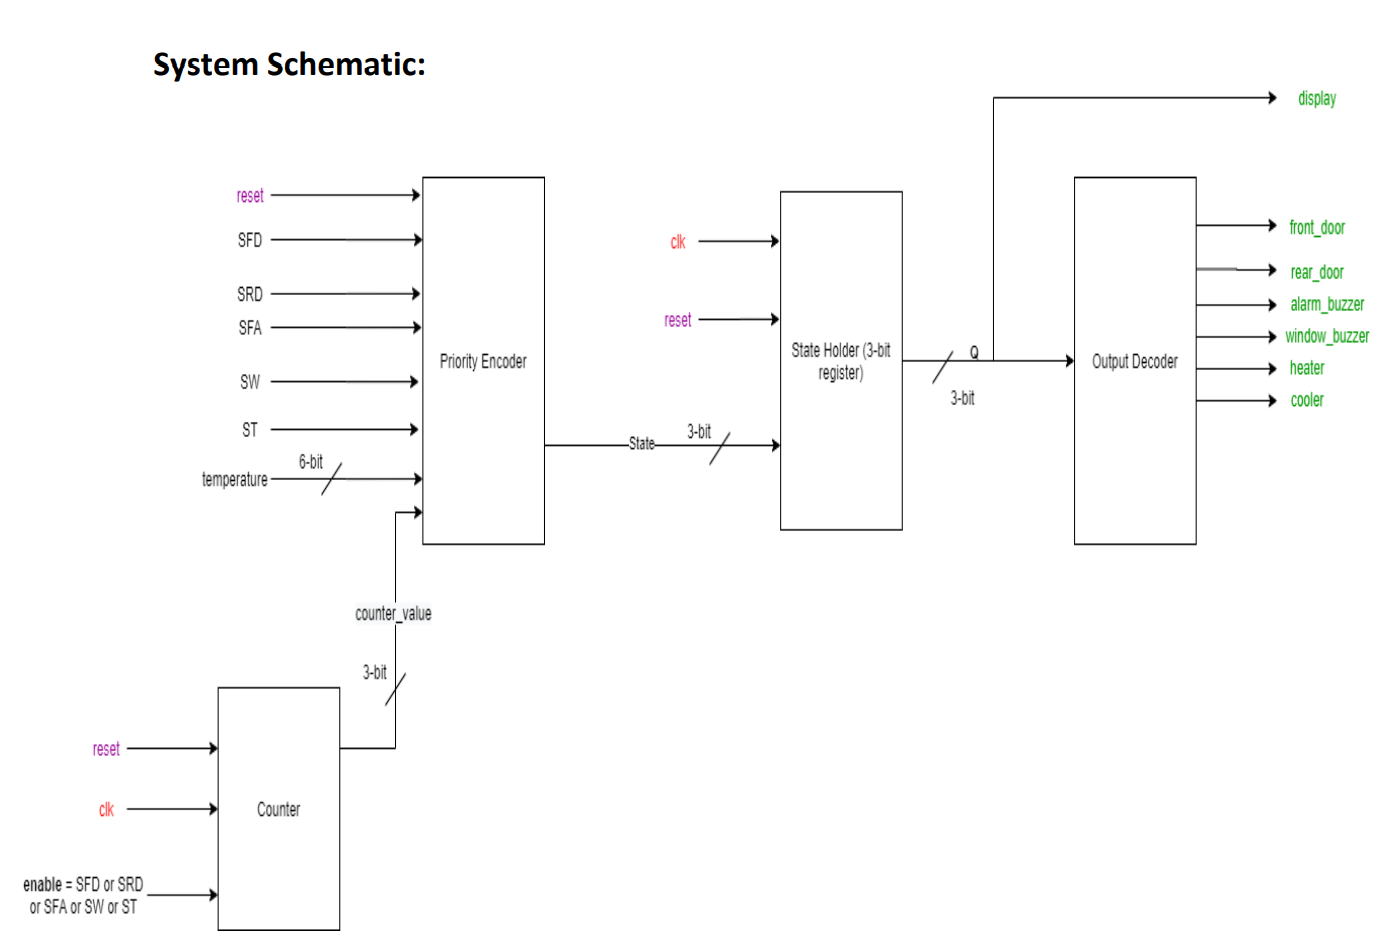 System Schematic:
display
reset
SFD
SRD
SFA
SW
ST
6-bit
temperature
Priority Encoder
State
3-bit
clk
reset
State Holder (3-bit
register)
Q
3-bit
Output Decoder
front_door
rear_door
alarm_buzzer
window_buzzer
heater
cooler
counter_value
3-bit
reset
clk
enable = SFD or SRD
or SFA or SW or ST
Counter